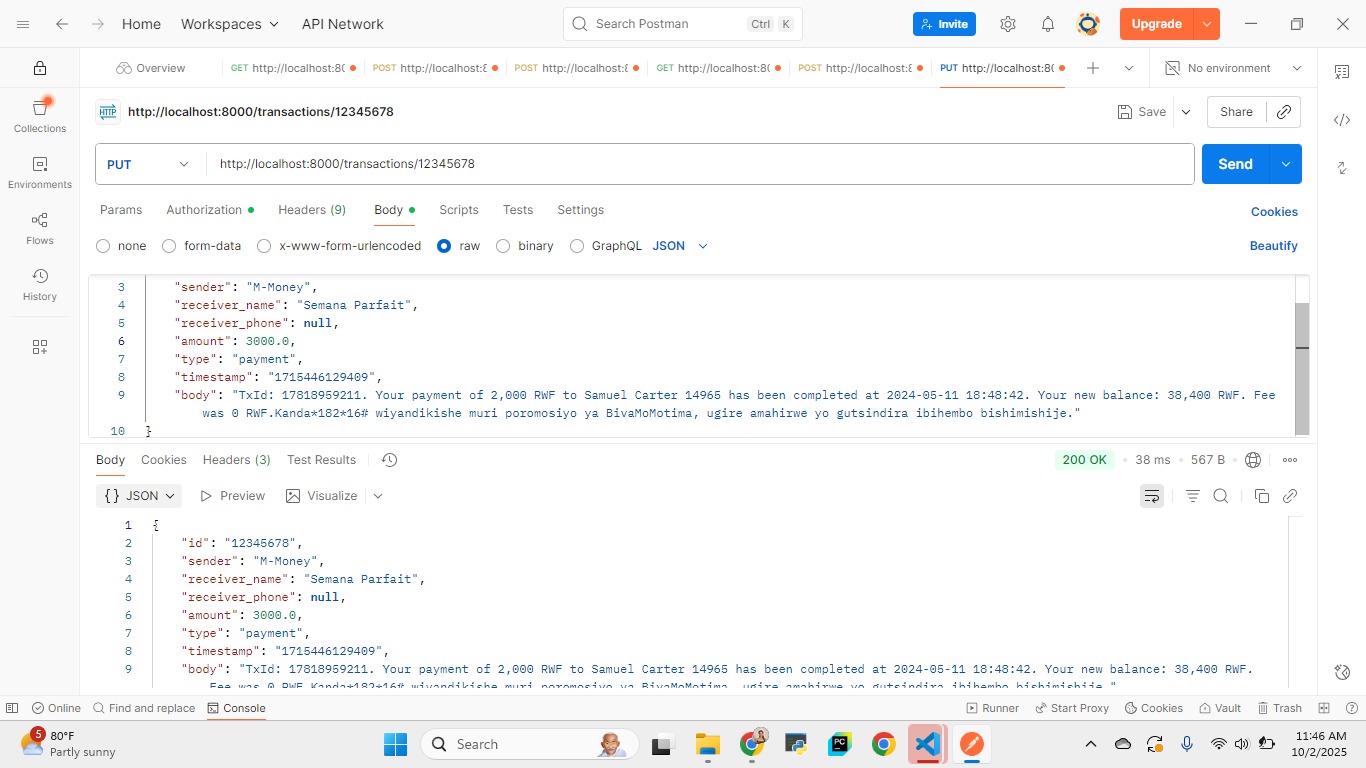 Home Workspaces API Network Search Postman Ctrl K Invite Upgrade
Overview GET http://localhost:80 POST http://localhost:8 POST http://localhost:8 GET http://localhost:80 POST http://localhost:8 PUT http://localhost:80 No environment
HTTP http://localhost:8000/transactions/12345678 Save Share
Collections
PUT http://localhost:8000/transactions/12345678 Send
Environments
Params Authorization Headers (9) Body Scripts Tests Settings Cookies
Flows
none form-data x-www-form-urlencoded raw binary GraphQL JSON Beautify
History
3 "sender": "M-Money",
4 "receiver_name": "Semana Parfait",
5 "receiver_phone": null,
6 "amount": 3000.0,
7 "type": "payment",
8 "timestamp": "1715446129409",
9 "body": "TxId: 17818959211. Your payment of 2,000 RWF to Samuel Carter 14965 has been completed at 2024-05-11 18:48:42. Your new balance: 38,400 RWF. Fee
was 0 RWF.Kanda*182*16# wiyandikishe muri poromosiyo ya BivaMoMotima, ugire amahirwe yo gutsindira ibihembo bishimishije."
10 }
Body Cookies Headers (3) Test Results 200 OK • 38 ms • 567 B
{} JSON Preview Visualize
1 {
2 "id": "12345678",
3 "sender": "M-Money",
4 "receiver_name": "Semana Parfait",
5 "receiver_phone": null,
6 "amount": 3000.0,
7 "type": "payment",
8 "timestamp": "1715446129409",
9 "body": "TxId: 17818959211. Your payment of 2,000 RWF to Samuel Carter 14965 has been completed at 2024-05-11 18:48:42. Your new balance: 38,400 RWF.
Fee was 0 RWF.Kanda*182*16# wiyandikishe muri poromosiyo ya BivaMoMotima, ugire amahirwe yo gutsindira ibihembo bishimishije."
Online Find and replace Console Runner Start Proxy Cookies Vault Trash
5 80°F
Partly sunny
Search
PC
11:46 AM
10/2/2025